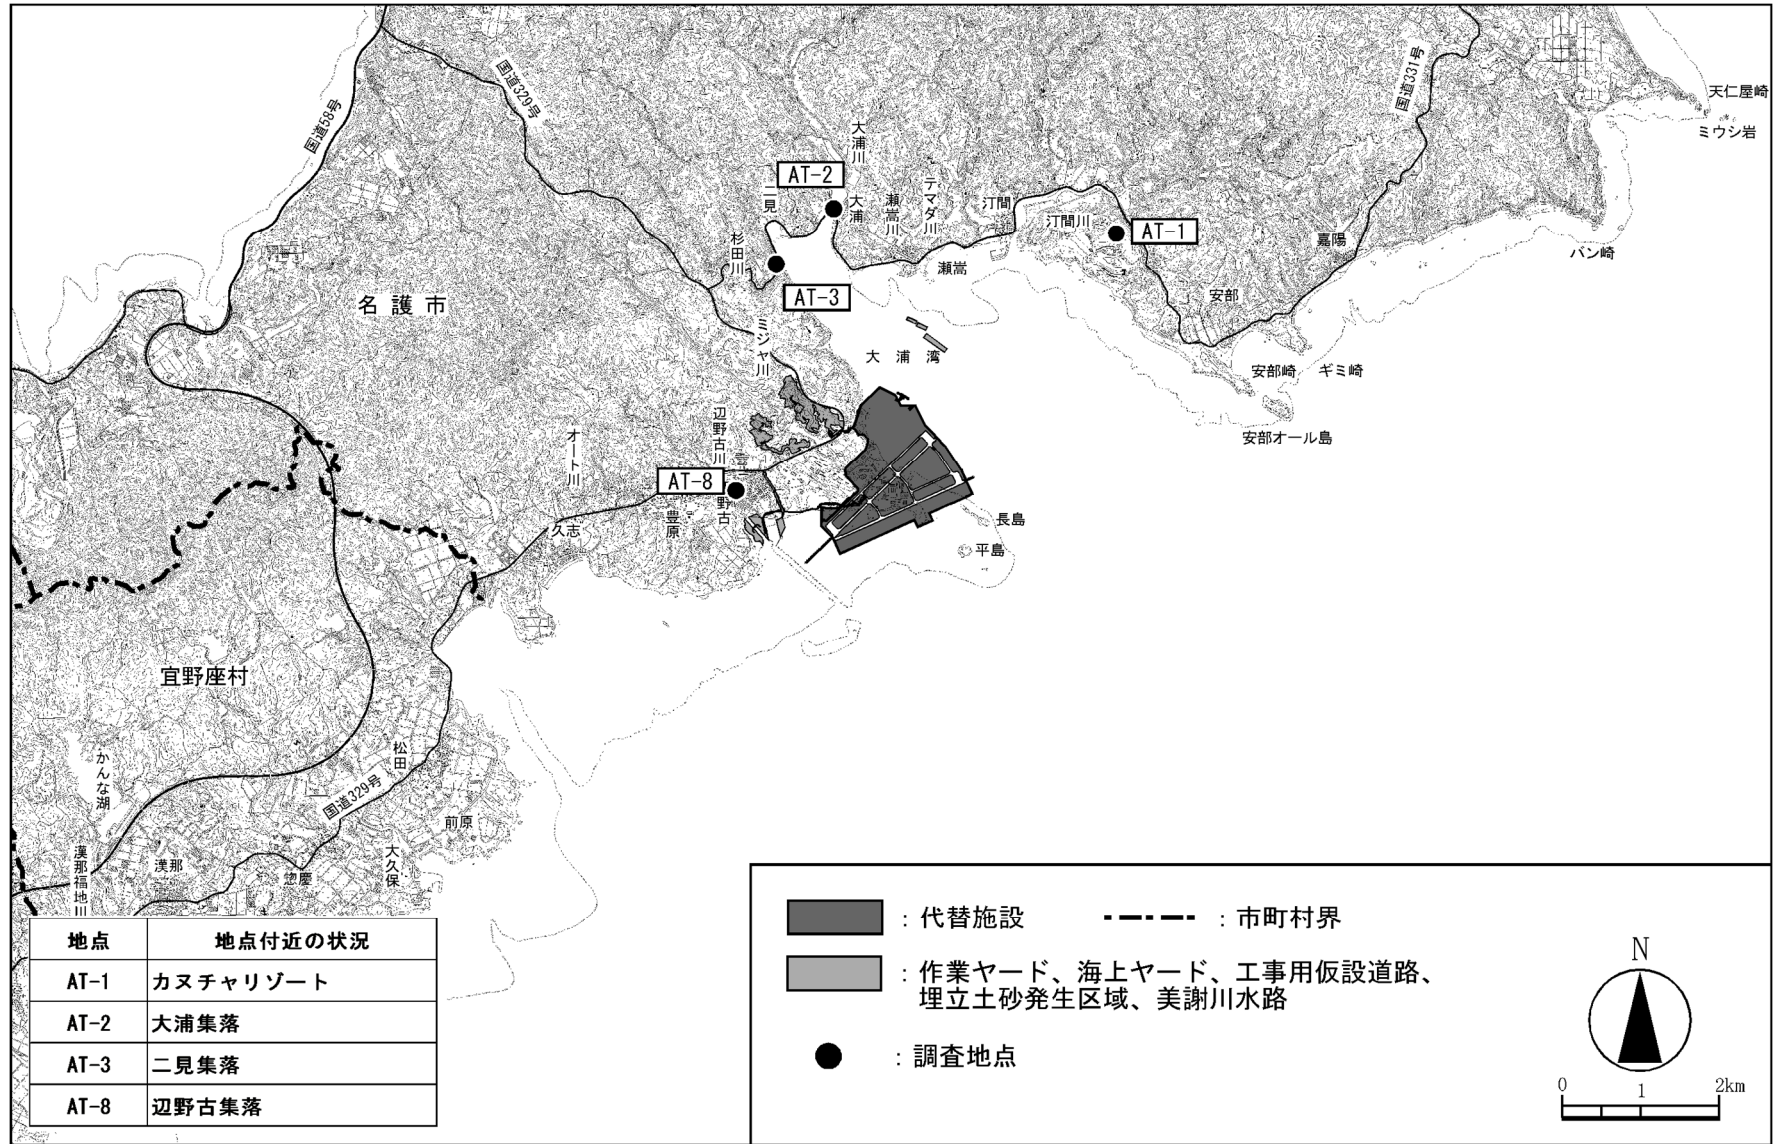 国道58号
国道329号
国道331号
天仁屋崎
ミウシ岩
バン崎
大浦川
AT-2
二見
大浦
瀬嵩川
テマダ川
汀間
汀間川
AT-1
嘉陽
杉田川
AT-3
瀬嵩
安部
名護市
ミジャ川
大浦湾
安部崎
ギミ崎
安部オール島
辺野古川
オート川
AT-8
野古
豊原
久志
長島
平島
宜野座村
かんな湖
松田
国道329号
前原
漢那福地川
漢那
惣慶
大久保
地点 地点付近の状況
AT-1 カヌチャリゾート
AT-2 大浦集落
AT-3 二見集落
AT-8 辺野古集落
：代替施設
：市町村界
：作業ヤード、海上ヤード、工事用仮設道路、
埋立土砂発生区域、美謝川水路
：調査地点
N
0 1 2km